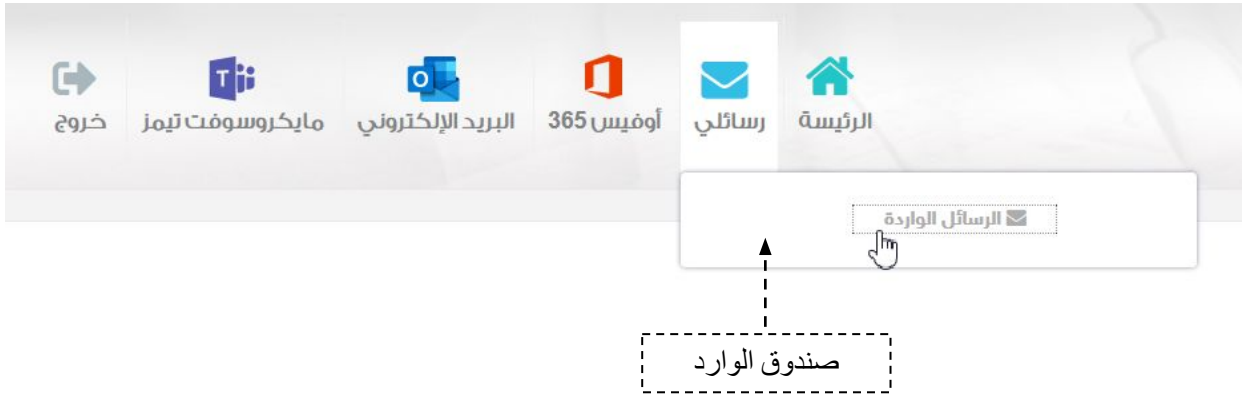 الرئيسة
رسائلي
أوفيس 365
البريد الإلكتروني
مايكروسوفت تيمز
خروج
الرسائل الواردة
صندوق الوارد